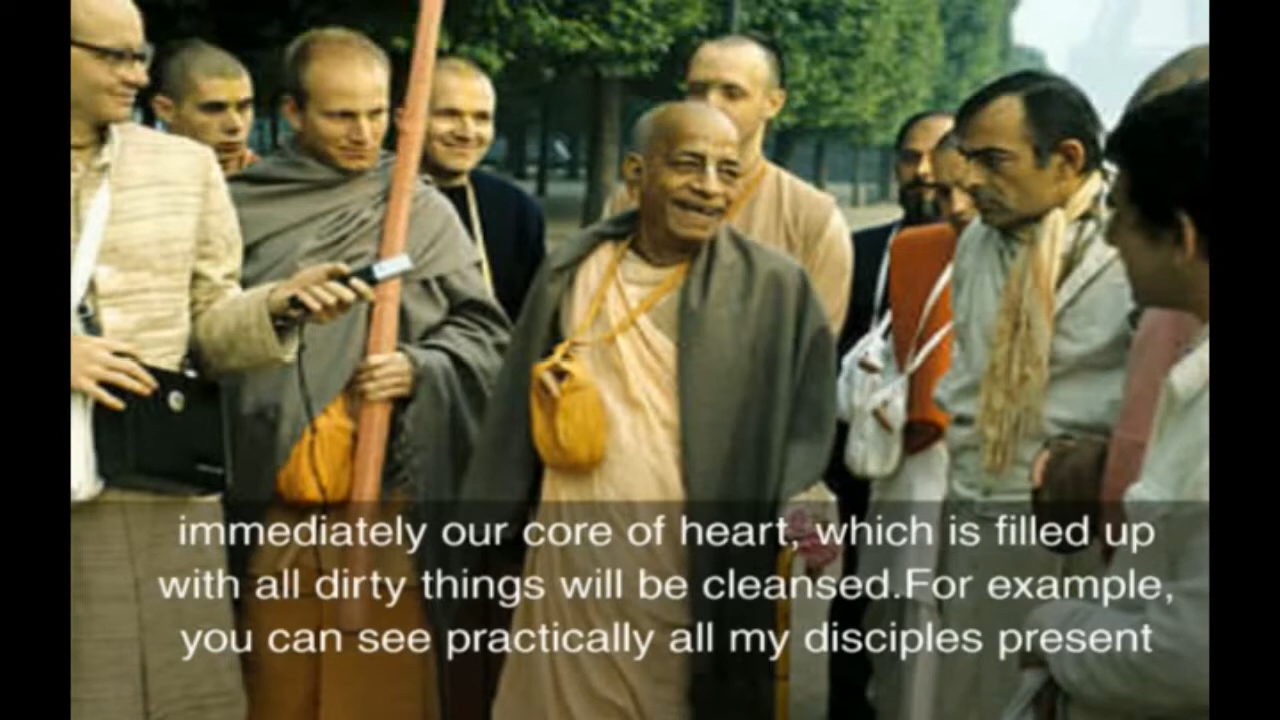 immediately our core of heart, which is filled up
with all dirty things will be cleansed.For example,
you can see practically all my disciples present